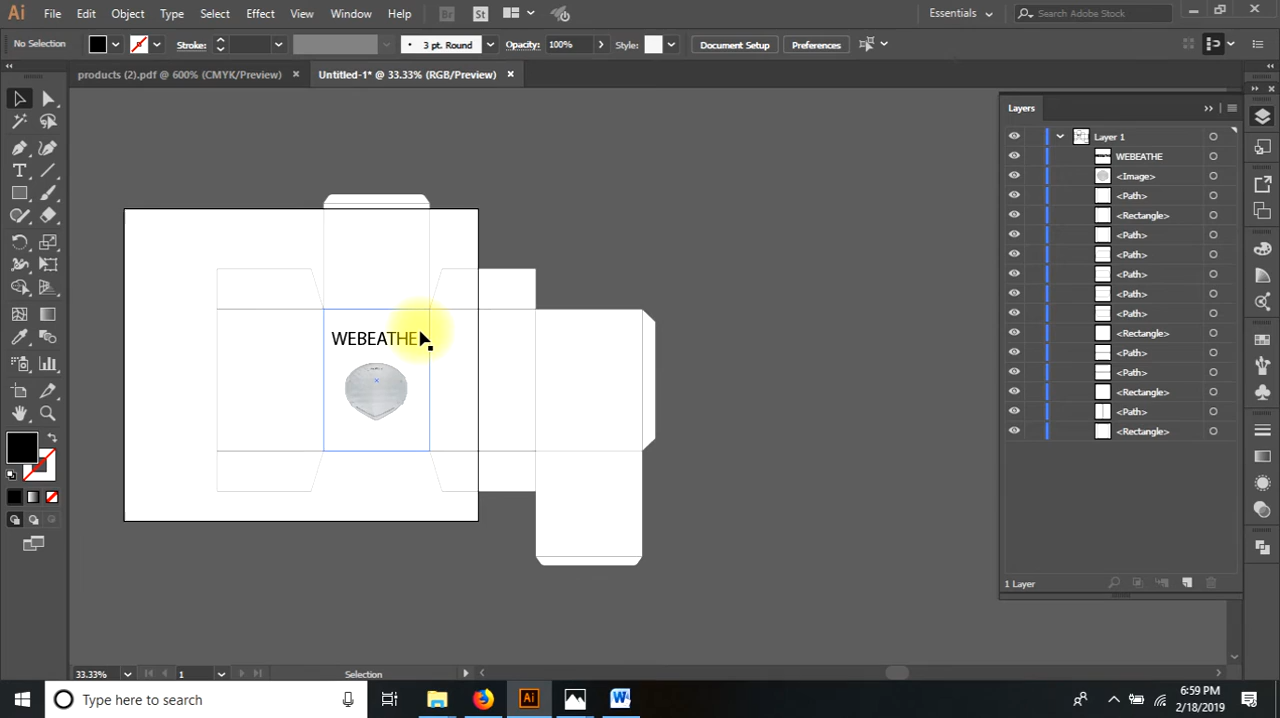 Ai File Edit Object Type Select Effect View Window Help Br St Essentials Search Adobe Stock
No Selection Stroke: 3 pt. Round Opacity: 100% Style: Document Setup Preferences
products (2).pdf @ 600% (CMYK/Preview) × Untitled-1* @ 33.33% (RGB/Preview) ×
Layers
Layer 1
WEBEATHE
<Image>
<Path>
<Rectangle>
<Path>
<Path>
<Path>
<Path>
<Path>
<Rectangle>
<Path>
<Path>
<Rectangle>
<Path>
<Rectangle>
WEBEATHE
1 Layer
33.33% 1 Selection
Type here to search
6:59 PM
2/18/2019